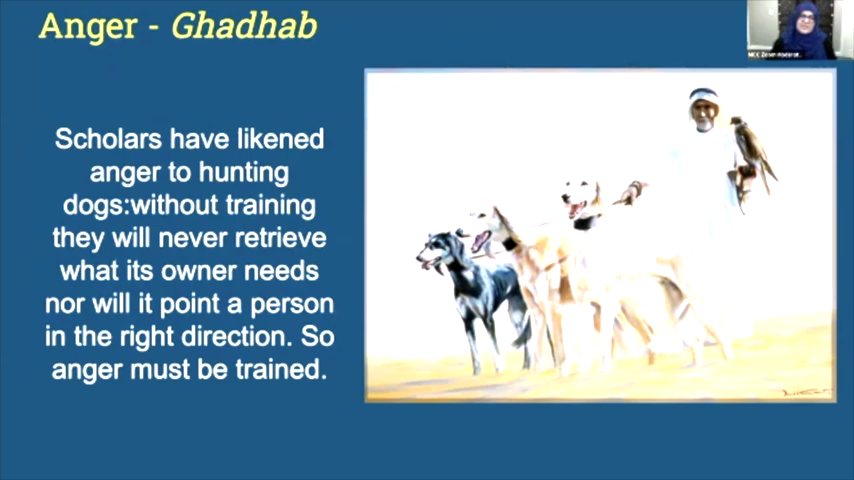 Anger - Ghadhab
Scholars have likened
anger to hunting
dogs:without training
they will never retrieve
what its owner needs
nor will it point a person
in the right direction. So
anger must be trained.